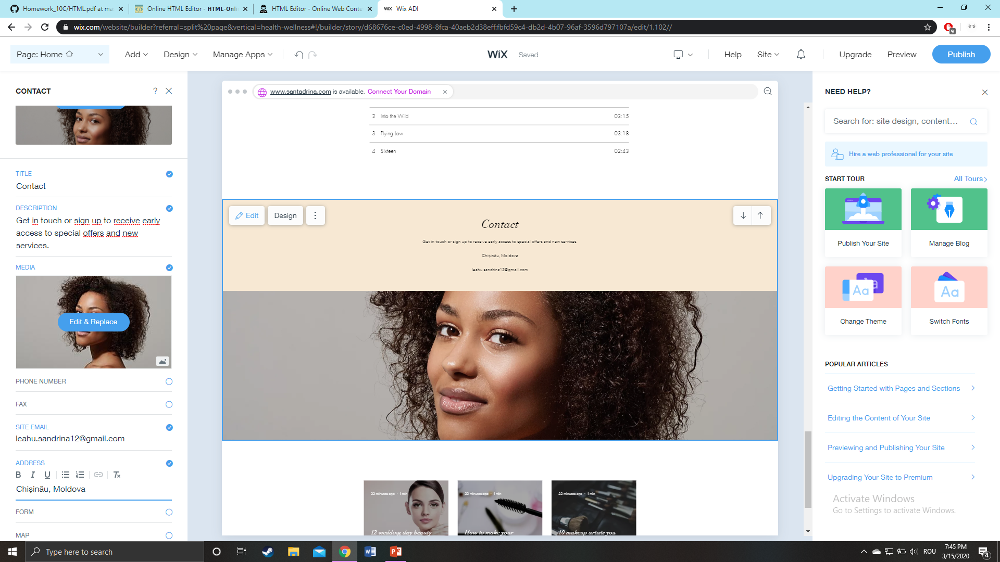 Homework_10C/HTML.pdf at ma
Online HTML Editor - HTML-Onli
HTML Editor - Online Web Conte
WiX Wix ADI
wix.com/website/builder?referral=split%20page&vertical=health-wellness#!/builder/story/d68676ce-c0ed-4998-8fca-40aeb2d38eff:fbfd59c4-db2d-4b07-96af-3596d797107a/edit/1.102//
9
Page: Home
Add
Design
Manage Apps
WiX
Saved
Help
Site
Upgrade
Preview
Publish
CONTACT
?
TITLE
Contact
DESCRIPTION
Get in touch or sign up to receive early
access to special offers and new
services.
MEDIA
Edit & Replace
PHONE NUMBER
FAX
SITE EMAIL
leahu.sandrina12@gmail.com
ADDRESS
B I U Tx
Chișinău, Moldova
FORM
MAP
www.santadrina.com is available. Connect Your Domain
2 Into the Wild 03:15
3 Flying Low 03:18
4 Sixteen 02:43
Edit
Design
Contact
Get in touch or sign up to receive early access to special offers and new services.
Chișinău, Moldova
leahu.sandrina12@gmail.com
22 minutes ago · 1 min
12 wedding day beauty
22 minutes ago · 1 min
How to make your
22 minutes ago · 1 min
10 makeup artists you
NEED HELP?
Search for: site design, content...
Hire a web professional for your site
START TOUR
All Tours
Publish Your Site
Manage Blog
Aa
Aa
Change Theme
Switch Fonts
POPULAR ARTICLES
Getting Started with Pages and Sections
Editing the Content of Your Site
Previewing and Publishing Your Site
Upgrading Your Site to Premium
Activate Windows
Go to Settings to activate Windows.
Type here to search
ROU
7:45 PM
3/15/2020
4